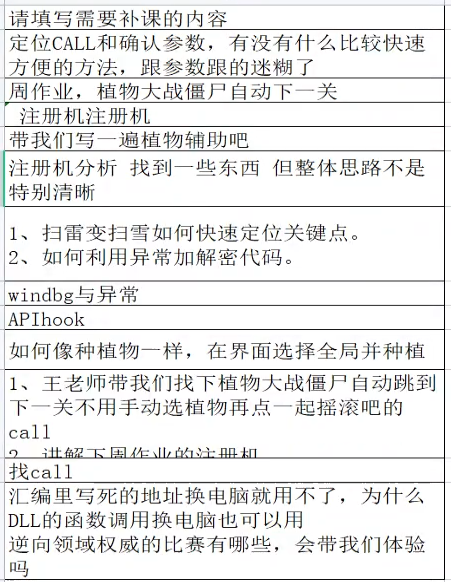 请填写需要补课的内容
定位CALL和确认参数，有没有什么比较快速
方便的方法，跟参数跟的迷糊了
周作业，植物大战僵尸自动下一关
注册机注册机
带我们写一遍植物辅助吧
注册机分析 找到一些东西 但整体思路不是
特别清晰
1、扫雷变扫雪如何快速定位关键点。
2、如何利用异常加解密代码。
windbg与异常
APIhook
如何像种植物一样，在界面选择全局并种植
1、王老师带我们找下植物大战僵尸自动跳到
下一关不用手动选植物再点一起摇滚吧的
call
2、讲解下周作业的注册机
找call
汇编里写死的地址换电脑就用不了，为什么
DLL的函数调用换电脑也可以用
逆向领域权威的比赛有哪些，会带我们体验
吗